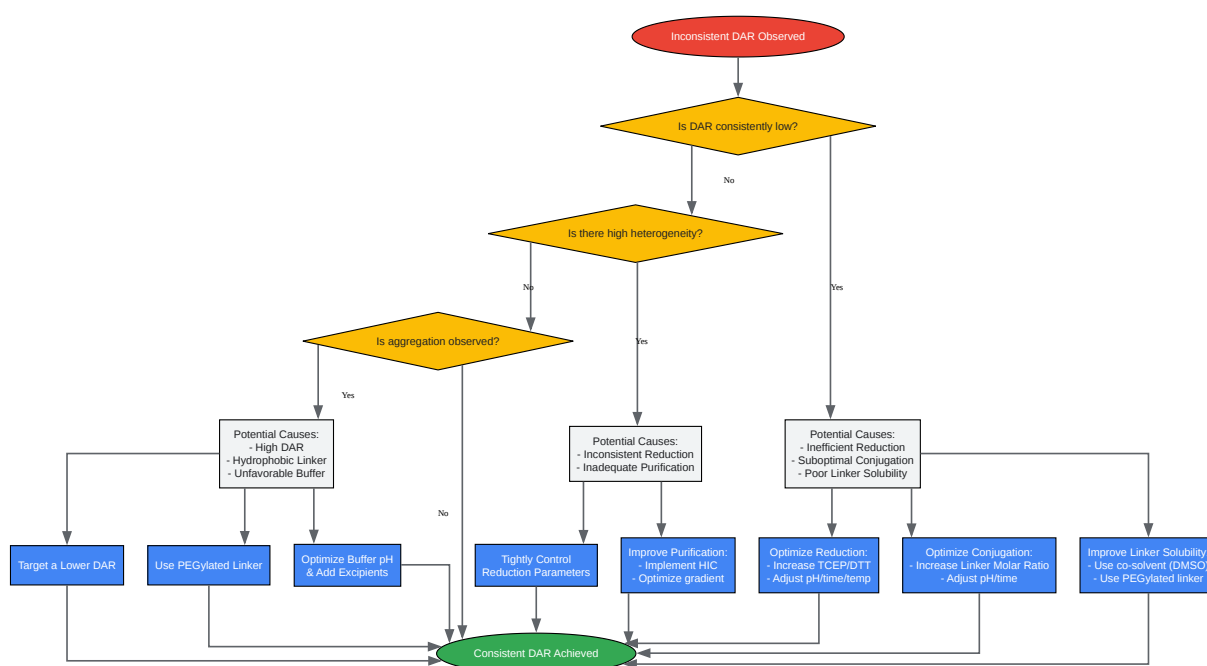 Inconsistent DAR Observed
Is DAR consistently low?
No
Is there high heterogeneity?
No
Yes
Yes
Is aggregation observed?
Yes
No
Potential Causes:
- High DAR
- Hydrophobic Linker
- Unfavorable Buffer
Potential Causes:
- Inconsistent Reduction
- Inadequate Purification
Potential Causes:
- Inefficient Reduction
- Suboptimal Conjugation
- Poor Linker Solubility
Target a Lower DAR
Use PEGylated Linker
Optimize Buffer pH
& Add Excipients
Tightly Control
Reduction Parameters
Improve Purification:
- Implement HIC
- Optimize gradient
Optimize Reduction:
- Increase TCEP/DTT
- Adjust pH/time/temp
Optimize Conjugation:
- Increase Linker Molar Ratio
- Adjust pH/time
Improve Linker Solubility:
- Use co-solvent (DMSO)
- Use PEGylated linker
Consistent DAR Achieved